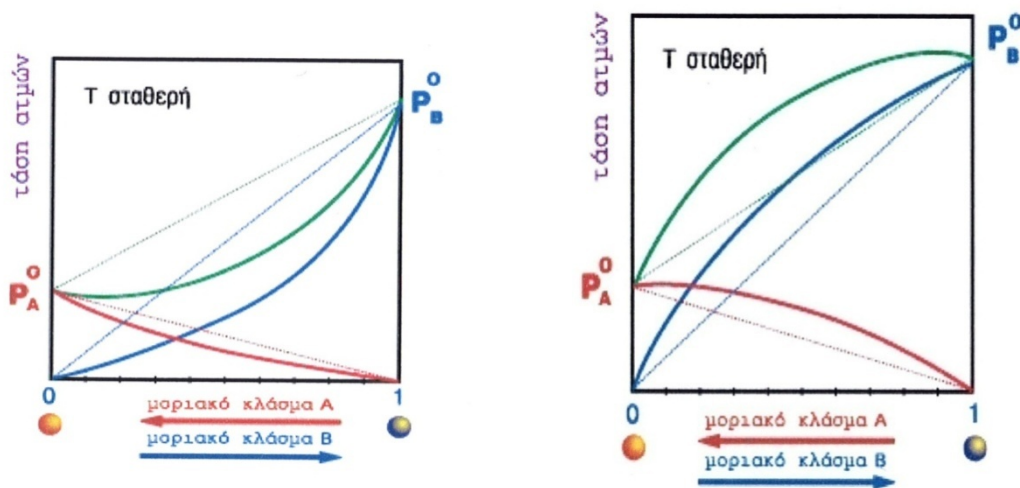 τάση ατμών
T σταθερή
P°B
P°A
0
1
μοριακό κλάσμα A
μοριακό κλάσμα B
τάση ατμών
T σταθερή
P°B
P°A
0
1
μοριακό κλάσμα A
μοριακό κλάσμα B